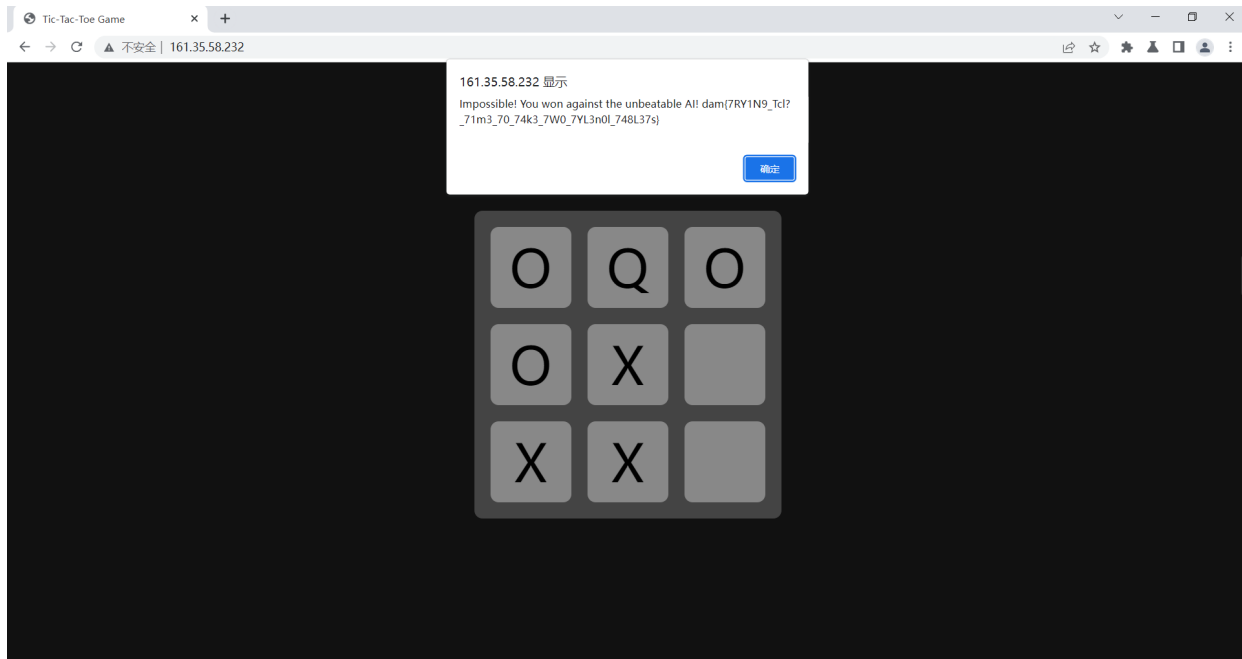 Tic-Tac-Toe Game
不安全 | 161.35.58.232
161.35.58.232 显示
Impossible! You won against the unbeatable AI! dam{7RY1N9_Tcl?
_71m3_70_74k3_7W0_7YL3n0l_748L37s}
确定
O Q O
O X
X X